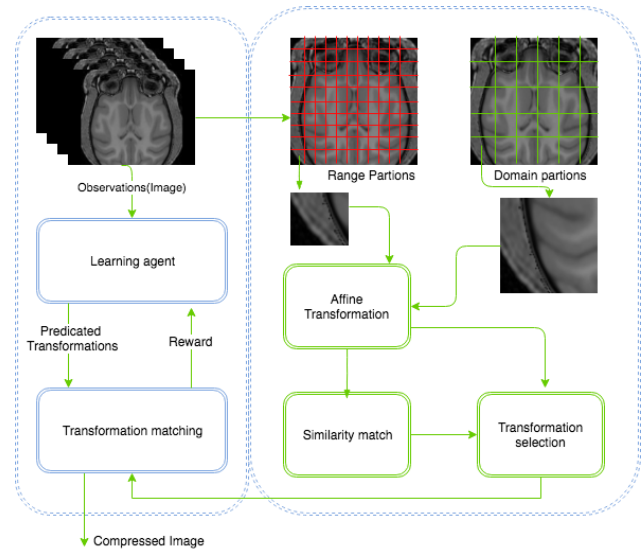 Range Partions
Domain partions
Observations(Image)
Learning agent
Affine
Transformation
Predicated
Transformations
Reward
Transformation matching
Similarity match
Transformation
selection
Compressed Image